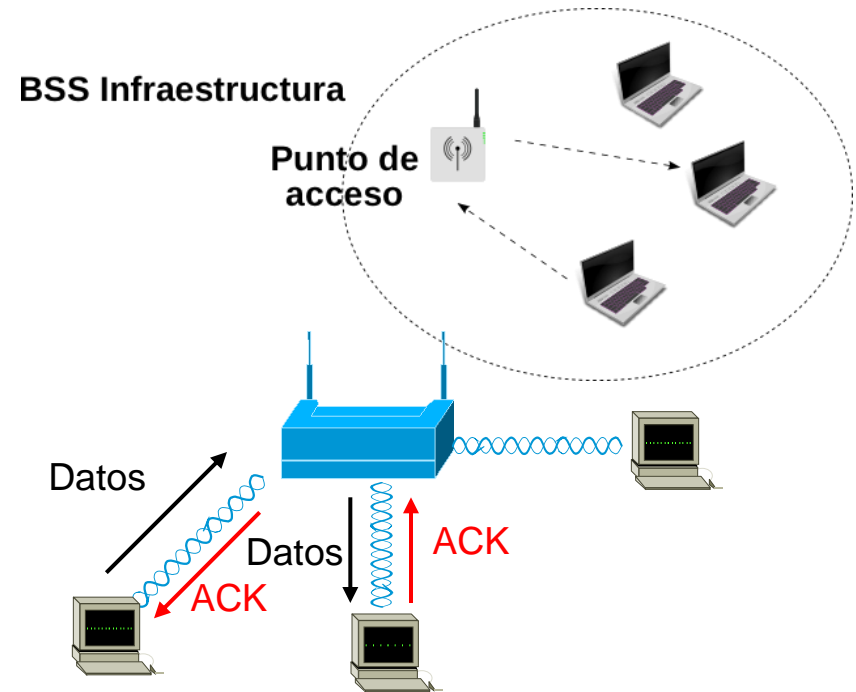 BSS Infraestructura
Punto de
acceso
Datos
ACK
Datos
ACK